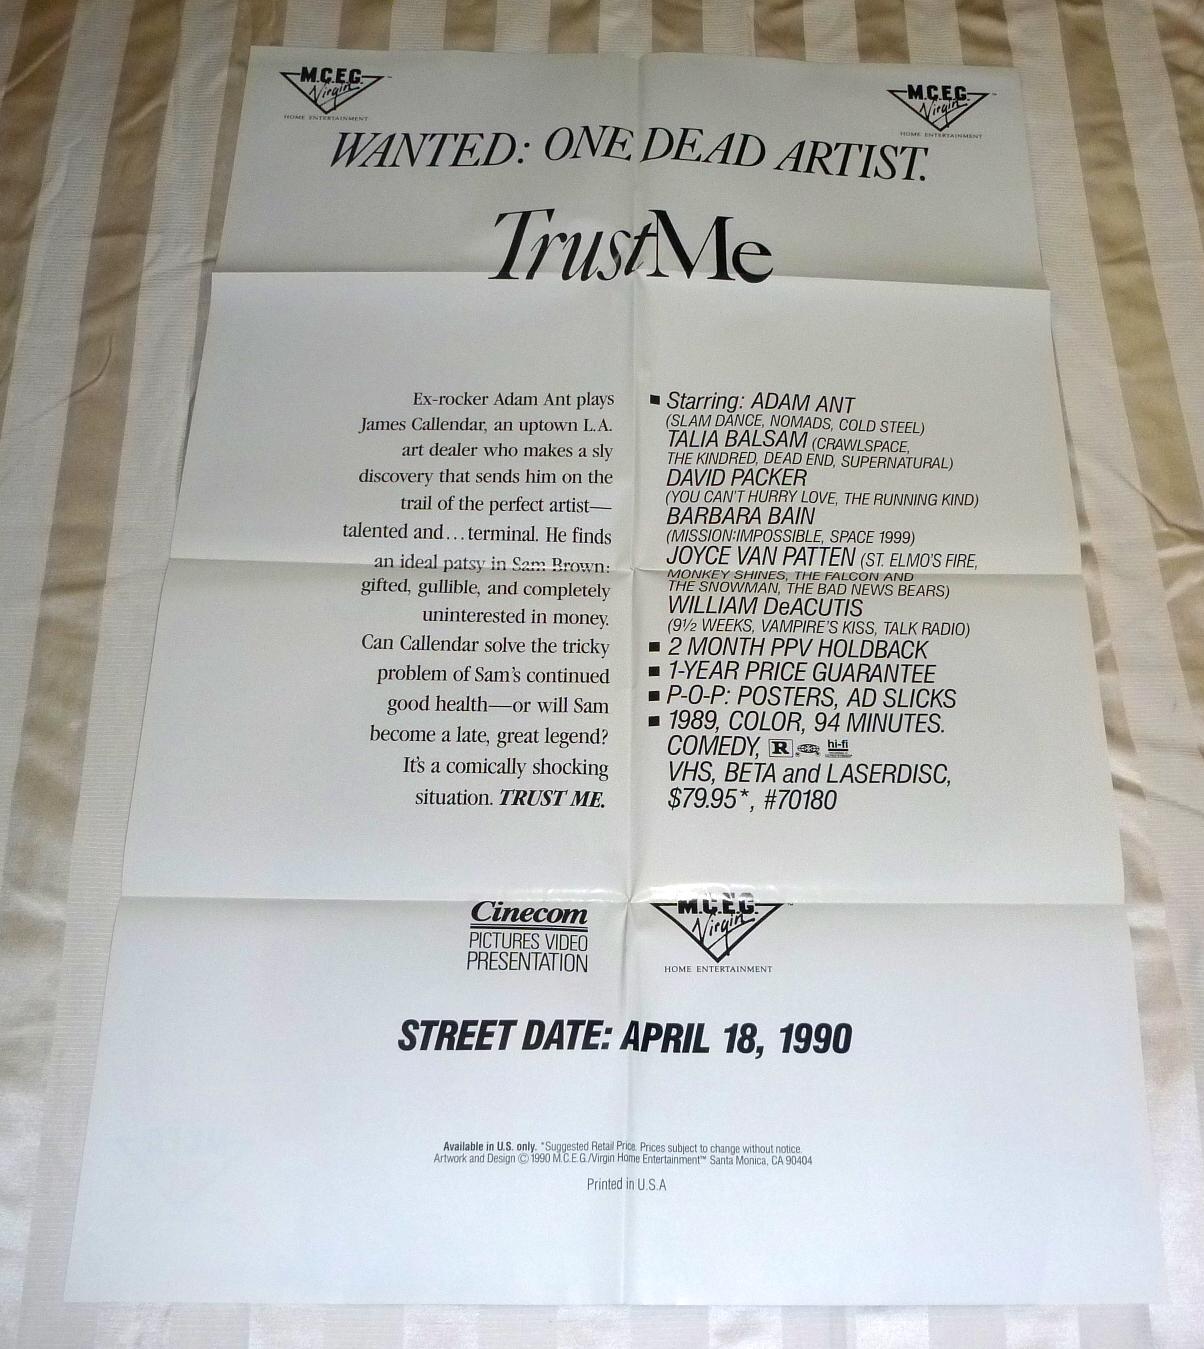 M.C.E.G.™
Virgin
HOME ENTERTAINMENT
M.C.E.G.™
Virgin
HOME ENTERTAINMENT
WANTED: ONE DEAD ARTIST.
Trust Me
Ex-rocker Adam Ant plays
James Callendar, an uptown L.A.
art dealer who makes a sly
discovery that sends him on the
trail of the perfect artist—
talented and...terminal. He finds
an ideal patsy in Sam Brown:
gifted, gullible, and completely
uninterested in money.
Can Callendar solve the tricky
problem of Sam's continued
good health—or will Sam
become a late, great legend?
It's a comically shocking
situation. TRUST ME.
■ Starring: ADAM ANT
(SLAM DANCE, NOMADS, COLD STEEL)
TALIA BALSAM (CRAWLSPACE,
THE KINDRED, DEAD END, SUPERNATURAL)
DAVID PACKER
(YOU CAN'T HURRY LOVE, THE RUNNING KIND)
BARBARA BAIN
(MISSION:IMPOSSIBLE, SPACE 1999)
JOYCE VAN PATTEN (ST. ELMO'S FIRE,
MONKEY SHINES, THE FALCON AND
THE SNOWMAN, THE BAD NEWS BEARS)
WILLIAM DeACUTIS
(9½ WEEKS, VAMPIRE'S KISS, TALK RADIO)
■ 2 MONTH PPV HOLDBACK
■ 1-YEAR PRICE GUARANTEE
■ P-O-P: POSTERS, AD SLICKS
■ 1989, COLOR, 94 MINUTES.
COMEDY, R hi-fi
VHS, BETA and LASERDISC,
$79.95*, #70180
Cinecom
PICTURES VIDEO
PRESENTATION
M.C.E.G.™
Virgin
HOME ENTERTAINMENT
STREET DATE: APRIL 18, 1990
Available in U.S. only. *Suggested Retail Price. Prices subject to change without notice.
Artwork and Design © 1990 M.C.E.G./Virgin Home Entertainment™ Santa Monica, CA 90404
Printed in U.S.A